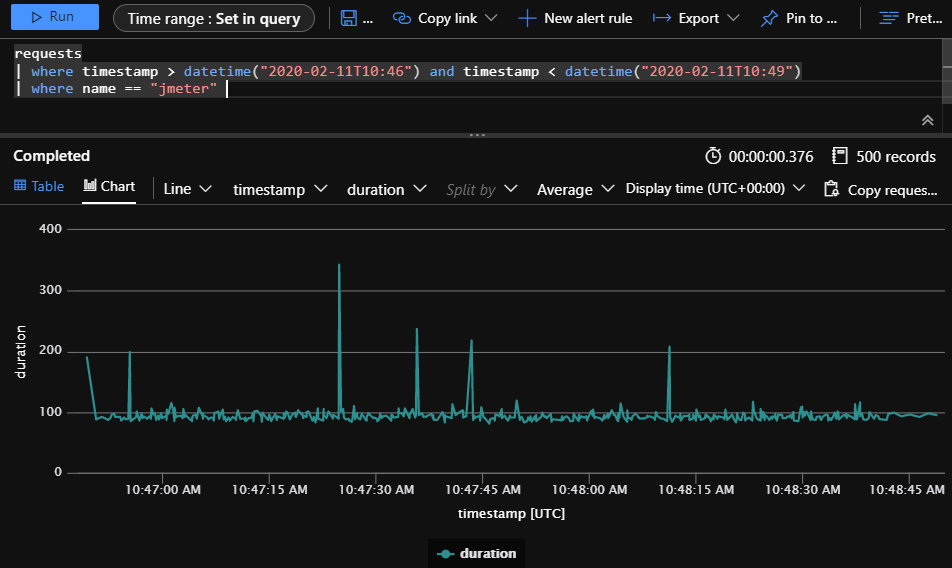 Run Time range : Set in query ... Copy link New alert rule Export Pin to ... Pret...
requests
| where timestamp > datetime("2020-02-11T10:46") and timestamp < datetime("2020-02-11T10:49")
| where name == "jmeter"
...
Completed 00:00:00.376 500 records
Table Chart Line timestamp duration Split by Average Display time (UTC+00:00) Copy reques...
400
300
200
100
0
duration
10:47:00 AM 10:47:15 AM 10:47:30 AM 10:47:45 AM 10:48:00 AM 10:48:15 AM 10:48:30 AM 10:48:45 AM
timestamp [UTC]
duration